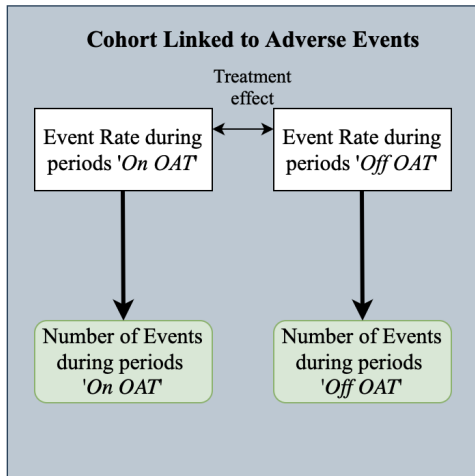 Cohort Linked to Adverse Events
Treatment
effect
Event Rate during
periods 'On OAT'
Event Rate during
periods 'Off OAT'
Number of Events
during periods
'On OAT'
Number of Events
during periods
'Off OAT'